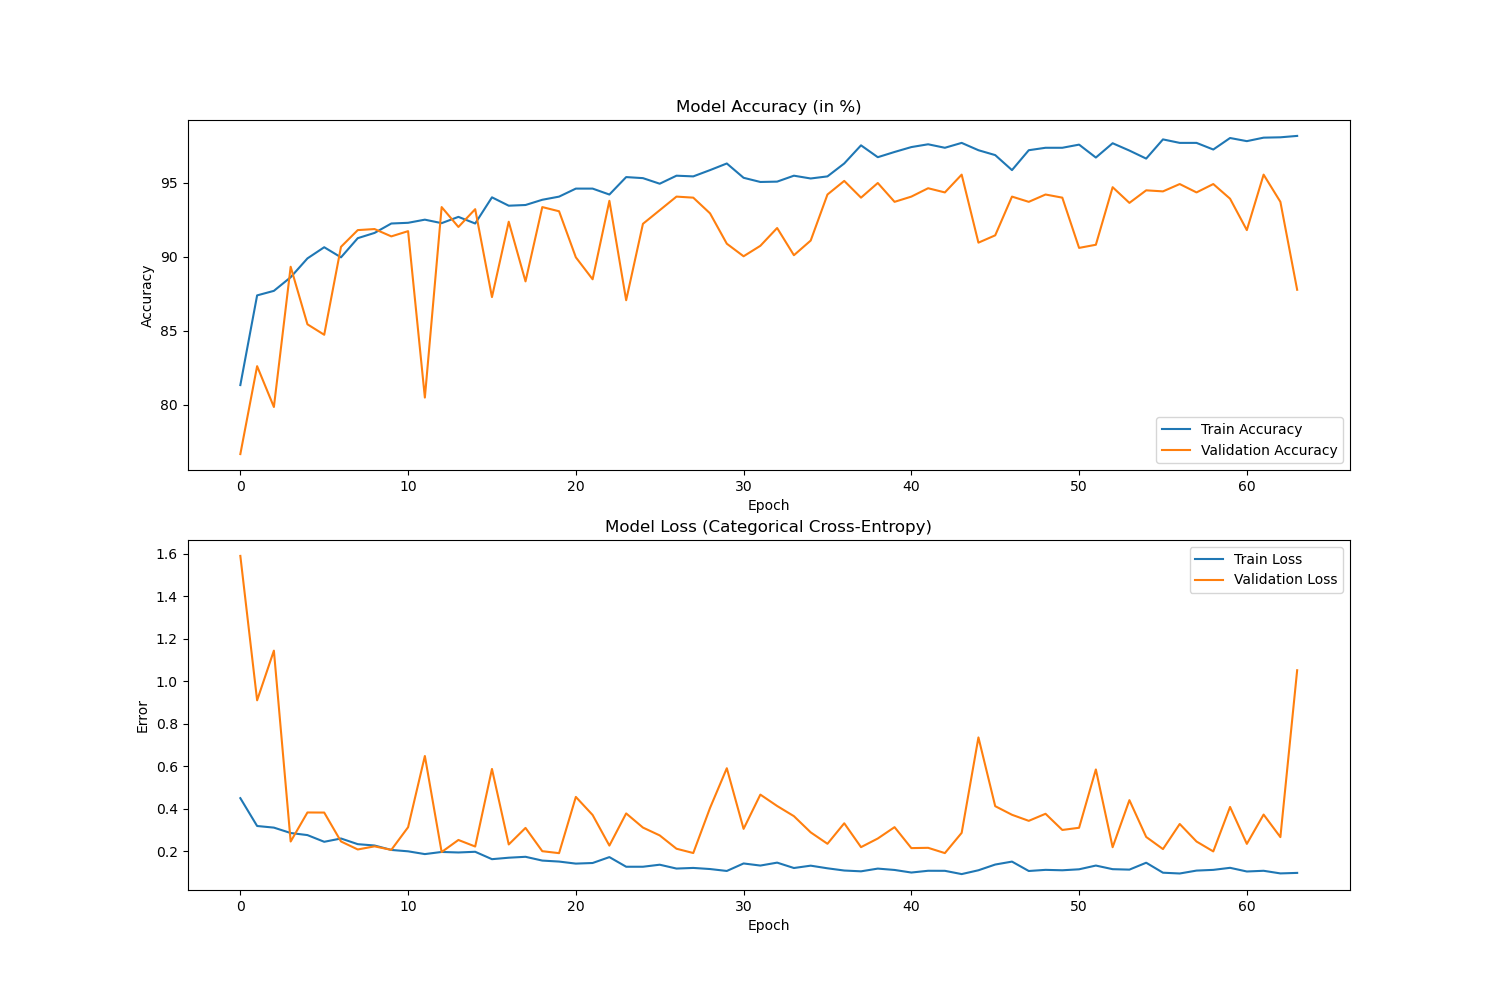 Model Accuracy (in %)
Accuracy
95
90
85
80
Train Accuracy
Validation Accuracy
0 10 20 30 40 50 60
Epoch
Model Loss (Categorical Cross-Entropy)
Error
1.6
1.4
1.2
1.0
0.8
0.6
0.4
0.2
Train Loss
Validation Loss
0 10 20 30 40 50 60
Epoch